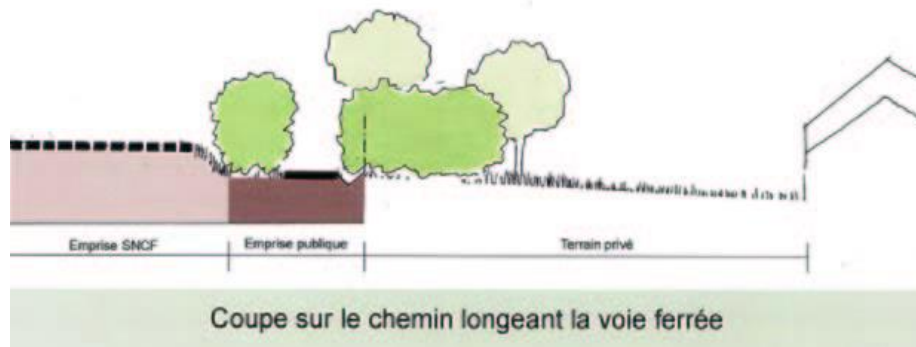 Emprise SNCF Emprise publique Terrain privé
Coupe sur le chemin longeant la voie ferrée